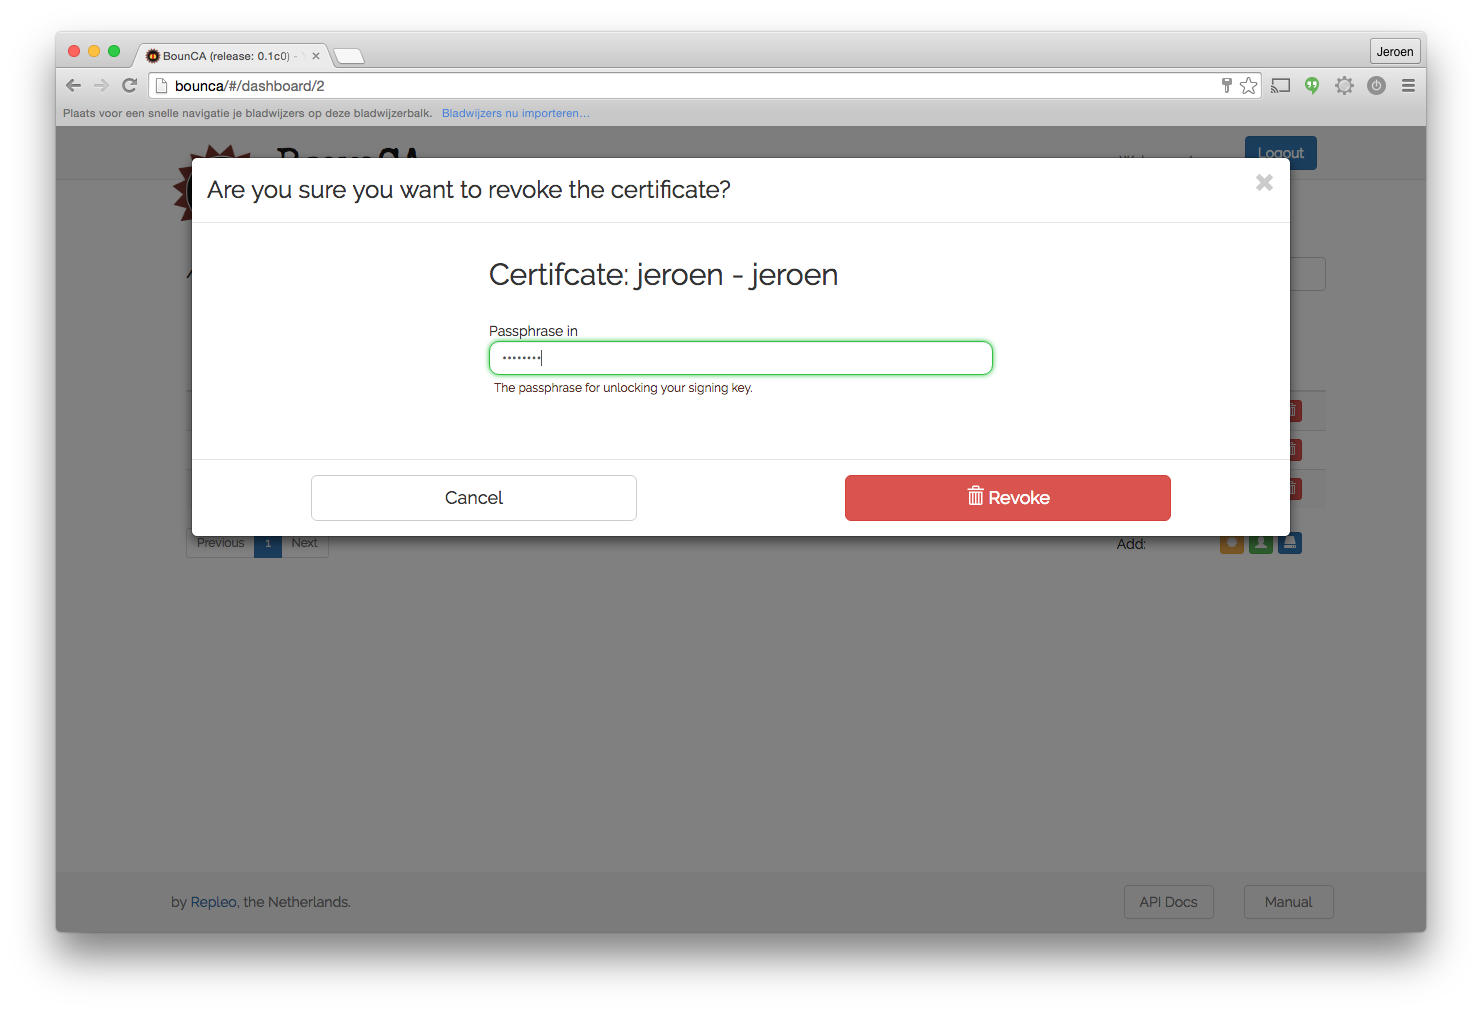 BounCA (release: 0.1c0) -
Jeroen
bounca/#/dashboard/2
Plaats voor een snelle navigatie je bladwijzers op deze bladwijzerbalk. Bladwijzers nu importeren...
BounCA
Logout
Are you sure you want to revoke the certificate?
Certifcate: jeroen - jeroen
Passphrase in
••••••••
The passphrase for unlocking your signing key.
Cancel
Revoke
Previous 1 Next
Add:
by Repleo, the Netherlands.
API Docs
Manual